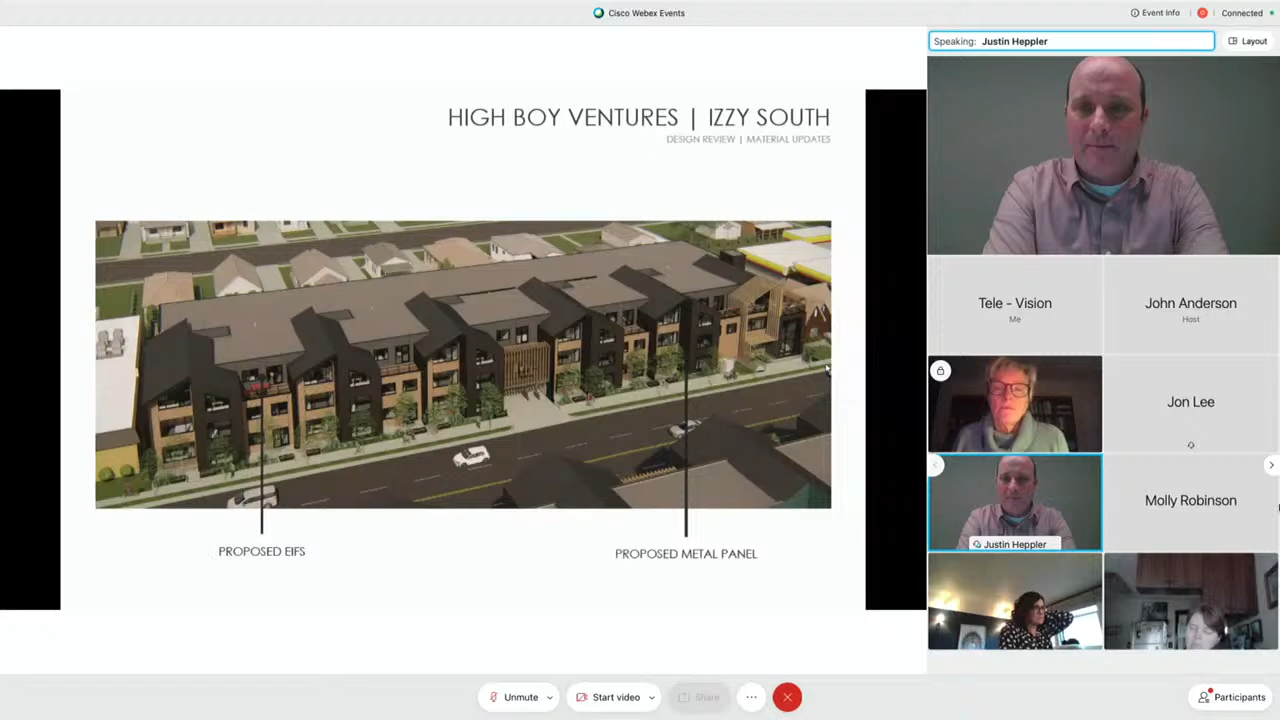 Cisco Webex Events
Event Info
Connected
Speaking: Justin Heppler
Layout
HIGH BOY VENTURES | IZZY SOUTH
DESIGN REVIEW | MATERIAL UPDATES
PROPOSED EIFS
PROPOSED METAL PANEL
Tele - Vision
Me
John Anderson
Host
Jon Lee
Justin Heppler
Molly Robinson
Unmute
Start video
Share
Participants